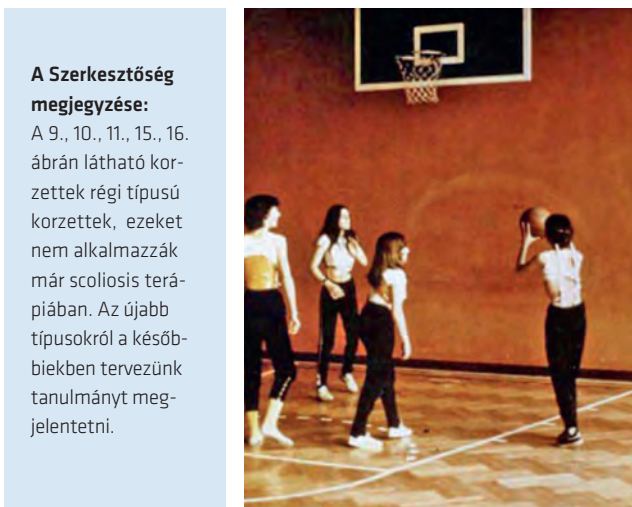 A Szerkesztőség
megjegyzése:
A 9., 10., 11., 15., 16.
ábrán látható kor-
zettek régi típusú
korzettek, ezeket
nem alkalmazzák
már scoliosis terá-
piában. Az újabb
típusokról a később-
biekben tervezünk
tanulmányt meg-
jelentetni.